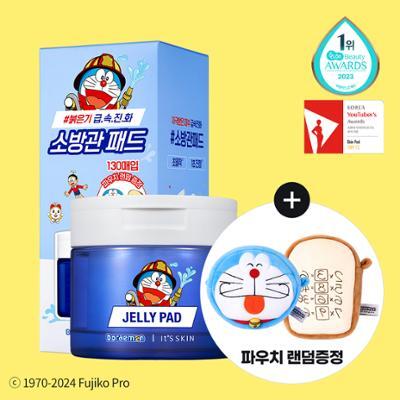 1위
Beauty
AWARDS
2023
KOREA
YouTuber's
Awards
Skin Pad
#붉은기 급.속.진.화
소방관 패드
130매입
#소방관패드
JELLY PAD
Doraemon
It'S SKIN
+
파우치 랜덤증정
ⓒ 1970-2024 Fujiko Pro